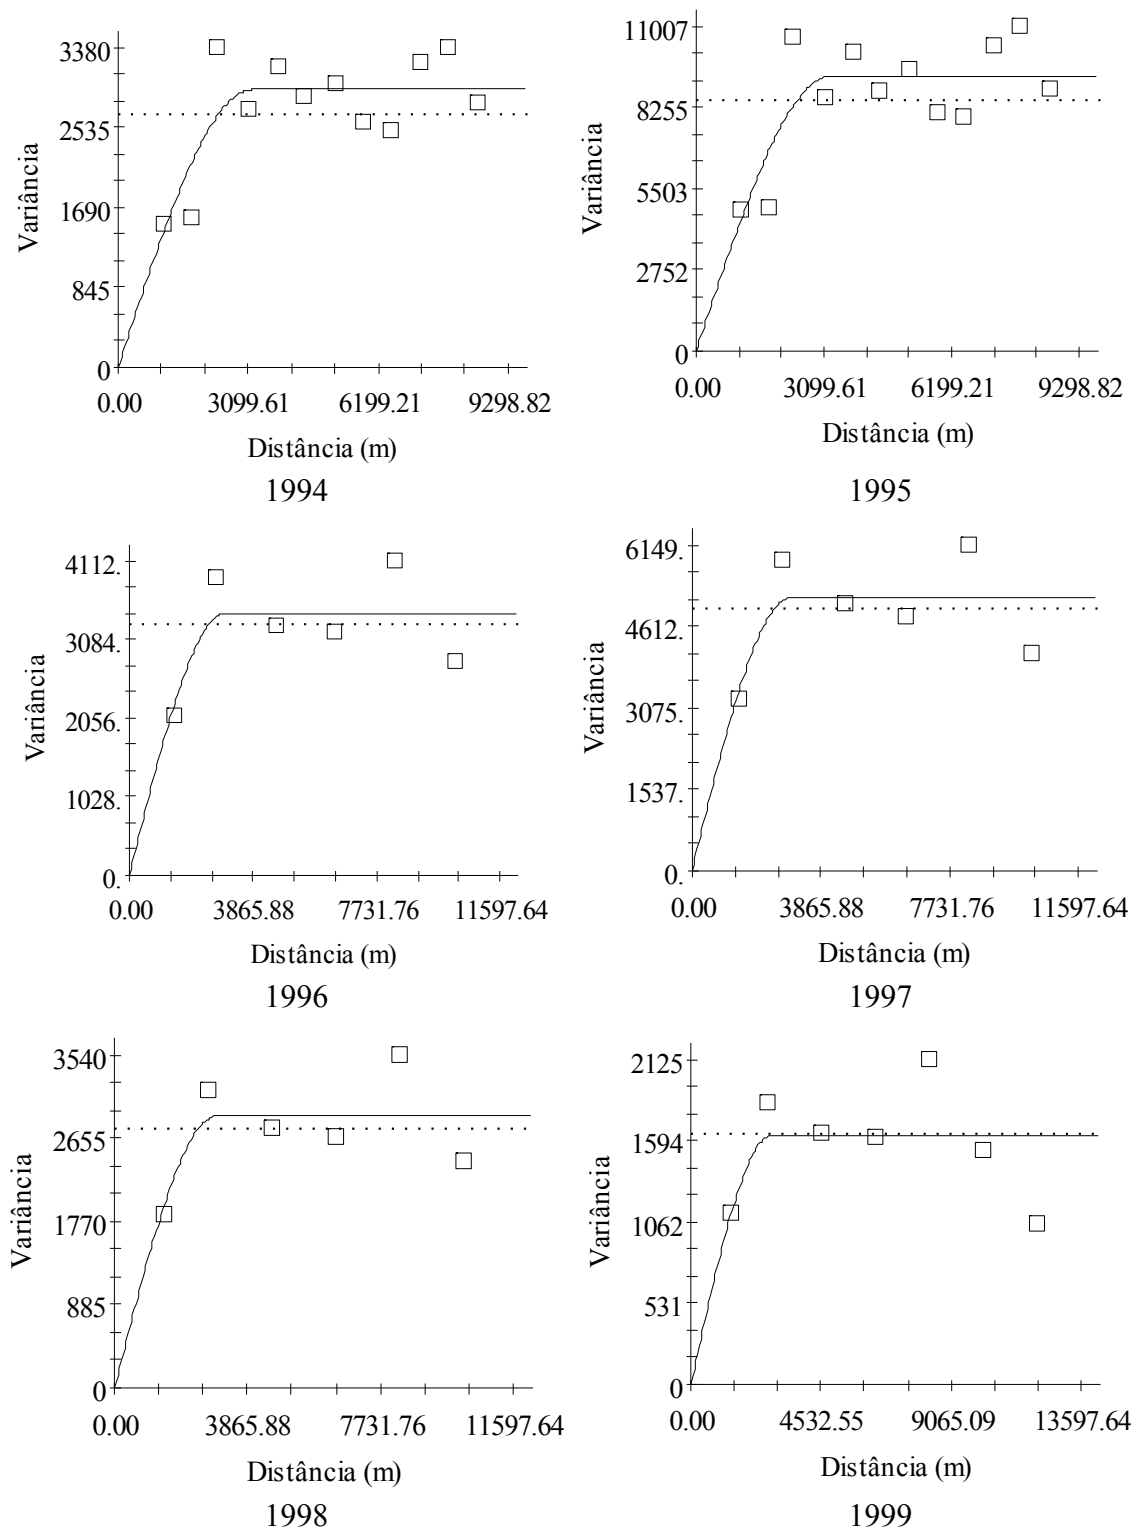 3380
2535
1690
845
0
Variância
0.00 3099.61 6199.21 9298.82
Distância (m)
1994
11007
8255
5503
2752
0
Variância
0.00 3099.61 6199.21 9298.82
Distância (m)
1995
4112.
3084.
2056.
1028.
0.
Variância
0.00 3865.88 7731.76 11597.64
Distância (m)
1996
6149.
4612.
3075.
1537.
0.
Variância
0.00 3865.88 7731.76 11597.64
Distância (m)
1997
3540
2655
1770
885
0
Variância
0.00 3865.88 7731.76 11597.64
Distância (m)
1998
2125
1594
1062
531
0
Variância
0.00 4532.55 9065.09 13597.64
Distância (m)
1999